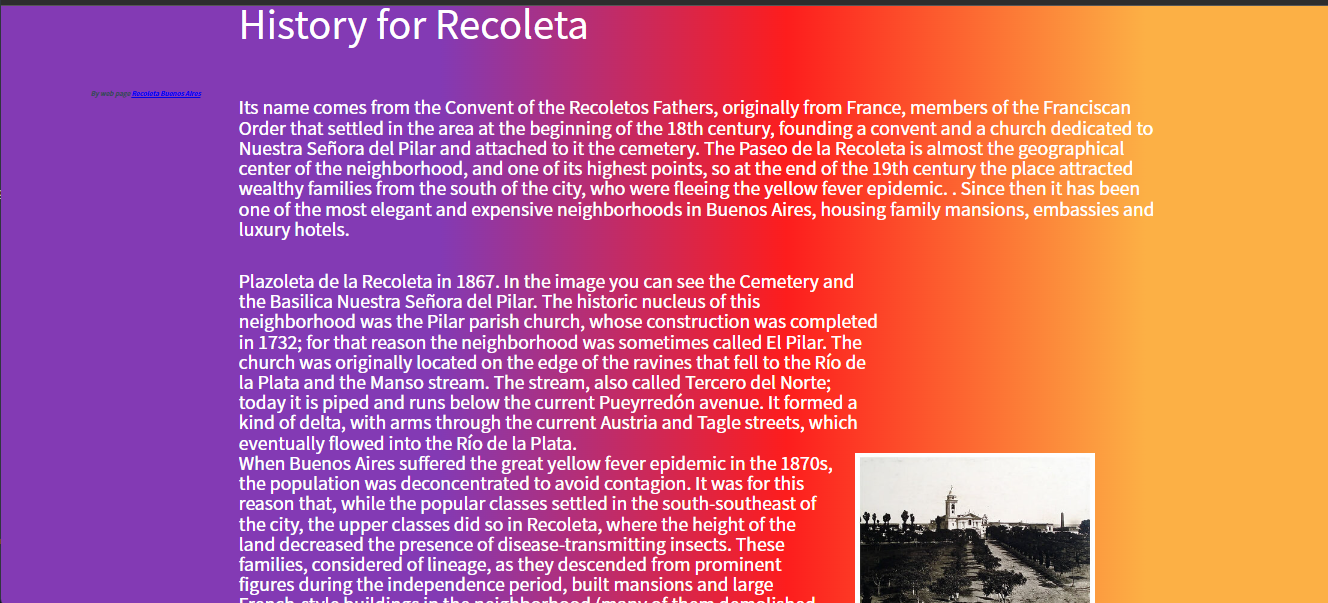 History for Recoleta
By web page Recoleta Buenos Aires
Its name comes from the Convent of the Recoletos Fathers, originally from France, members of the Franciscan
Order that settled in the area at the beginning of the 18th century, founding a convent and a church dedicated to
Nuestra Señora del Pilar and attached to it the cemetery. The Paseo de la Recoleta is almost the geographical
center of the neighborhood, and one of its highest points, so at the end of the 19th century the place attracted
wealthy families from the south of the city, who were fleeing the yellow fever epidemic. . Since then it has been
one of the most elegant and expensive neighborhoods in Buenos Aires, housing family mansions, embassies and
luxury hotels.
Plazoleta de la Recoleta in 1867. In the image you can see the Cemetery and
the Basilica Nuestra Señora del Pilar. The historic nucleus of this
neighborhood was the Pilar parish church, whose construction was completed
in 1732; for that reason the neighborhood was sometimes called El Pilar. The
church was originally located on the edge of the ravines that fell to the Río de
la Plata and the Manso stream. The stream, also called Tercero del Norte;
today it is piped and runs below the current Pueyrredón avenue. It formed a
kind of delta, with arms through the current Austria and Tagle streets, which
eventually flowed into the Río de la Plata.
When Buenos Aires suffered the great yellow fever epidemic in the 1870s,
the population was deconcentrated to avoid contagion. It was for this
reason that, while the popular classes settled in the south-southeast of
the city, the upper classes did so in Recoleta, where the height of the
land decreased the presence of disease-transmitting insects. These
families, considered of lineage, as they descended from prominent
figures during the independence period, built mansions and large
French-style buildings in the neighborhood (many of them demolished